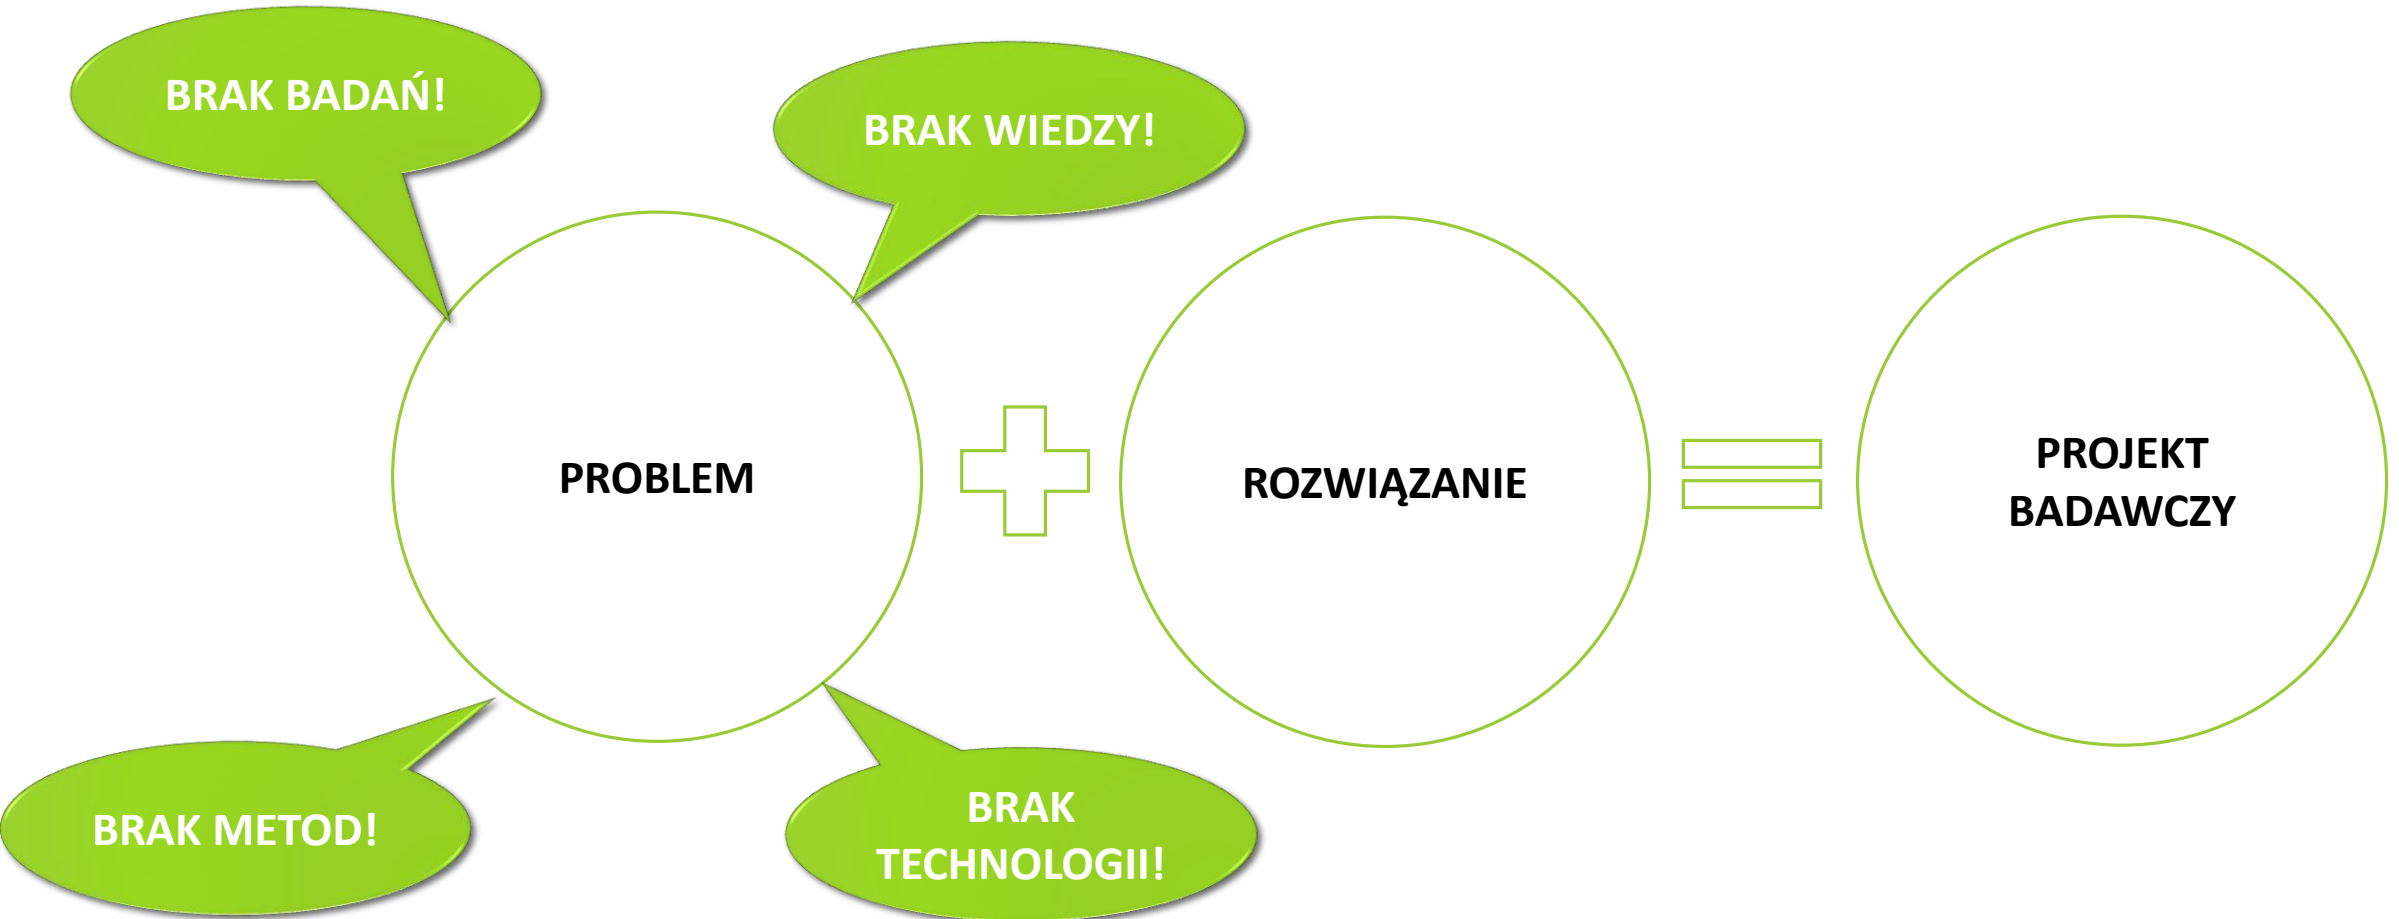 BRAK BADAŃ!
BRAK WIEDZY!
PROBLEM
ROZWIĄZANIE
PROJEKT
BADAWCZY
BRAK METOD!
BRAK
TECHNOLOGII!